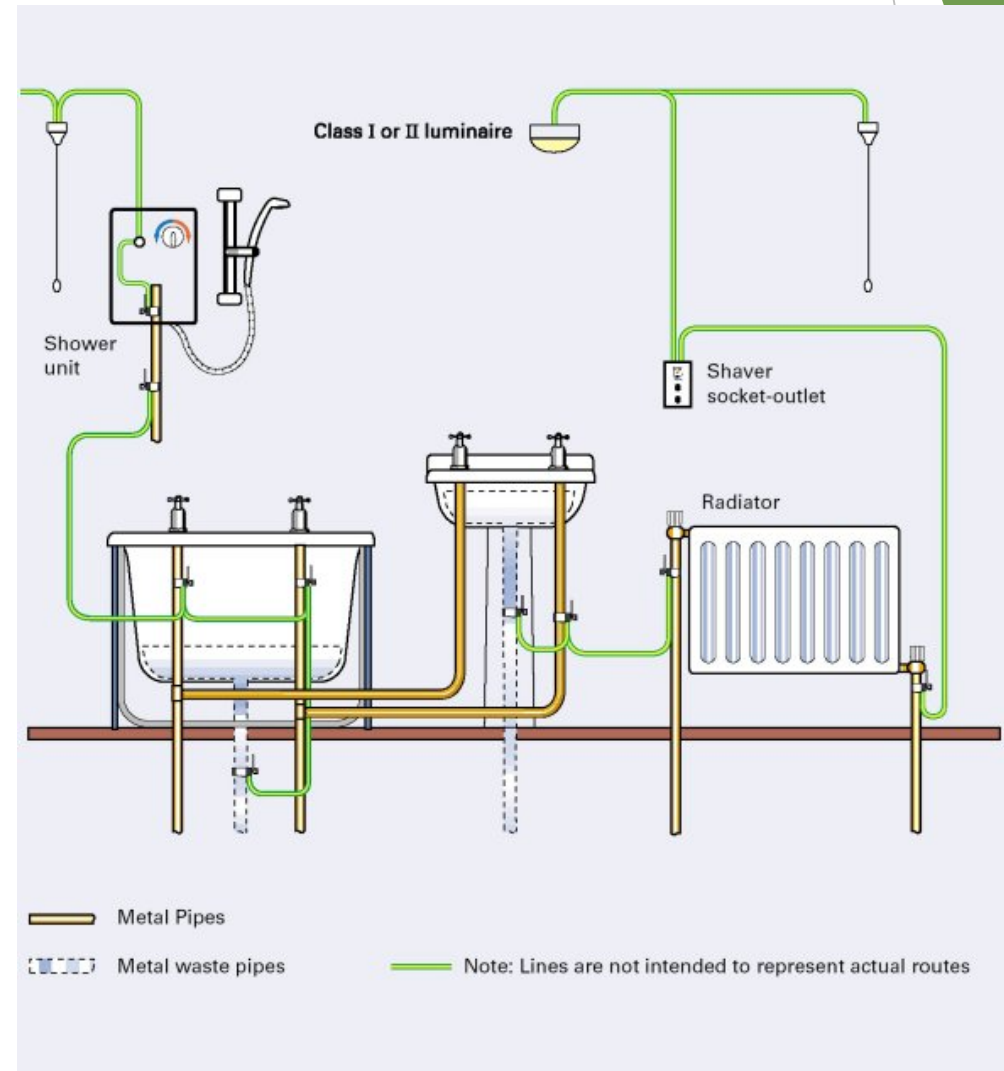 Class I or II luminaire
Shower
unit
Shaver
socket-outlet
Radiator
Metal Pipes
Metal waste pipes
Note: Lines are not intended to represent actual routes